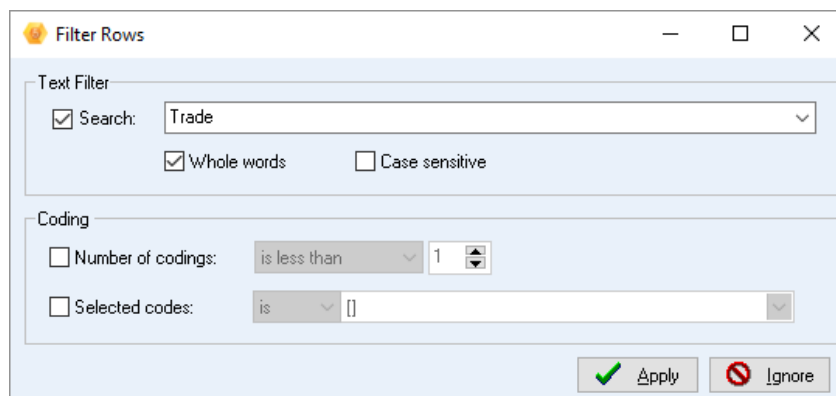 Filter Rows
Text Filter
Search: Trade
Whole words Case sensitive
Coding
Number of codings: is less than 1
Selected codes: is []
Apply Ignore